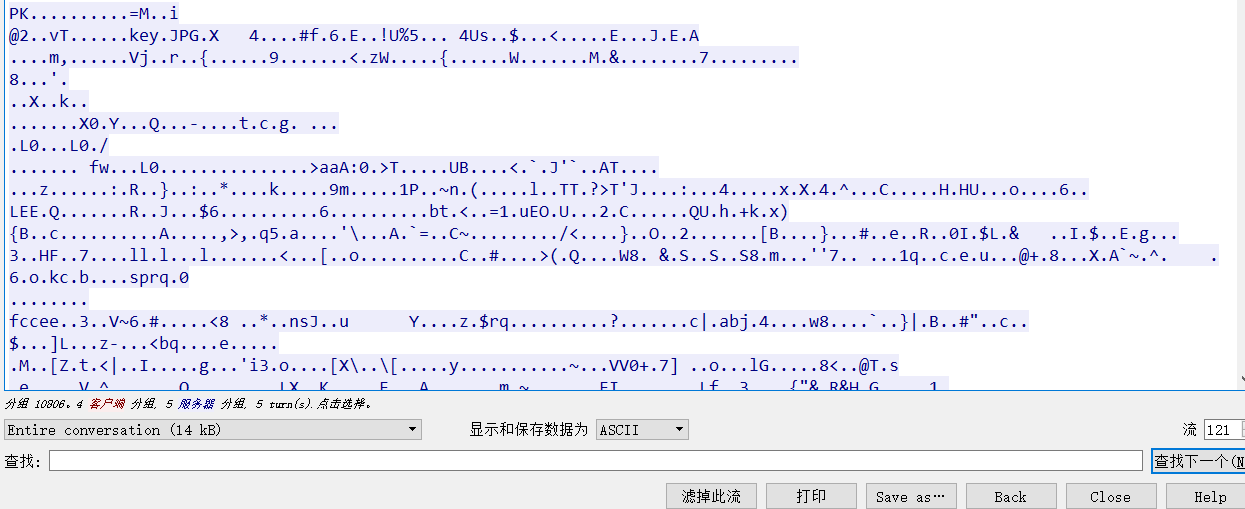 PK..........=M..i
@2..vT......key.JPG.X   4....#f.6.E..!U%5... 4Us..$...<.....E...J.E.A
....m,......Vj..r..{......9.......<.zW.....{......W.......M.&........7.........
8...'.
..X..k..
.......X0.Y...Q...-....t.c.g. ...
.L0...L0./
....... fw...L0...............>aaA:0.>T.....UB....<.`.J'`..AT....
...z......:.R..}..:..*....k.....9m.....1P..~n.(.....l..TT.?>T'J....:...4.....x.X.4.^...C.....H.HU...o....6..
LEE.Q.......R..J...$6..........6..........bt.<..=1.uEO.U...2.C......QU.h.+k.x)
{B..c..........A.....,>,.q5.a....'\...A.`=..C~........./<....}..O..2.......[B....}...#..e..R..0I.$L.&   ..I.$..E.g...
3..HF..7....ll.l...l.......<...[..o..........C..#....>(.Q....W8. &.S..S..S8.m...''7.. ...1q..c.e.u...@+.8...X.A`~.^.    .
6.o.kc.b....sprq.0
........
fccee..3..V~6.#.....<8 ..*..nsJ..u      Y....z.$rq..........?.......c|.abj.4....w8....`..}|.B..#"..c..
$...]L...z-...<bq....e.....
.M..[Z.t.<|..I.....g...'i3.o....[X\..\[.....y...........~...VV0+.7] ..o...lG.....8<..@T.s
分组 10806。4 客户端 分组, 5 服务器 分组, 5 turn(s).点击选择。
Entire conversation (14 kB) 显示和保存数据为 ASCII 流 121
查找: 查找下一个(N
滤掉此流 打印 Save as… Back Close Help